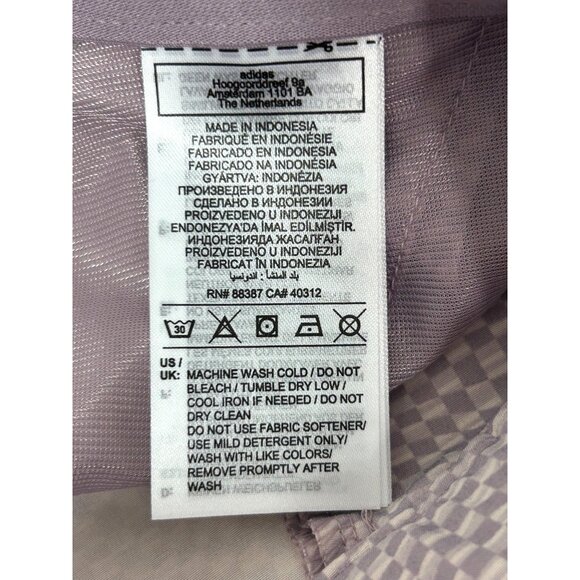 adidas
Hoogoorddreef 9a
Amsterdam 1101 BA
The Netherlands
MADE IN INDONESIA
FABRIQUÉ EN INDONÉSIE
FABRICADO EN INDONESIA
FABRICADO NA INDONÉSIA
GYÁRTVA: INDONÉZIA
ПРОИЗВЕДЕНО В ИНДОНЕЗИЯ
СДЕЛАНО В ИНДОНЕЗИИ
PROIZVEDENO U INDONEZIJI
ENDONEZYA'DA İMAL EDİLMİŞTİR.
ИНДОНЕЗИЯДА ЖАСАЛҒАН
PROIZVEDENO U INDONEZIJI
FABRICAT ÎN INDONEZIA
بلد المنشأ: اندونيسيا
RN# 88387 CA# 40312
30
US /
UK: MACHINE WASH COLD / DO NOT
BLEACH / TUMBLE DRY LOW /
COOL IRON IF NEEDED / DO NOT
DRY CLEAN
DO NOT USE FABRIC SOFTENER/
USE MILD DETERGENT ONLY/
WASH WITH LIKE COLORS/
REMOVE PROMPTLY AFTER
WASH